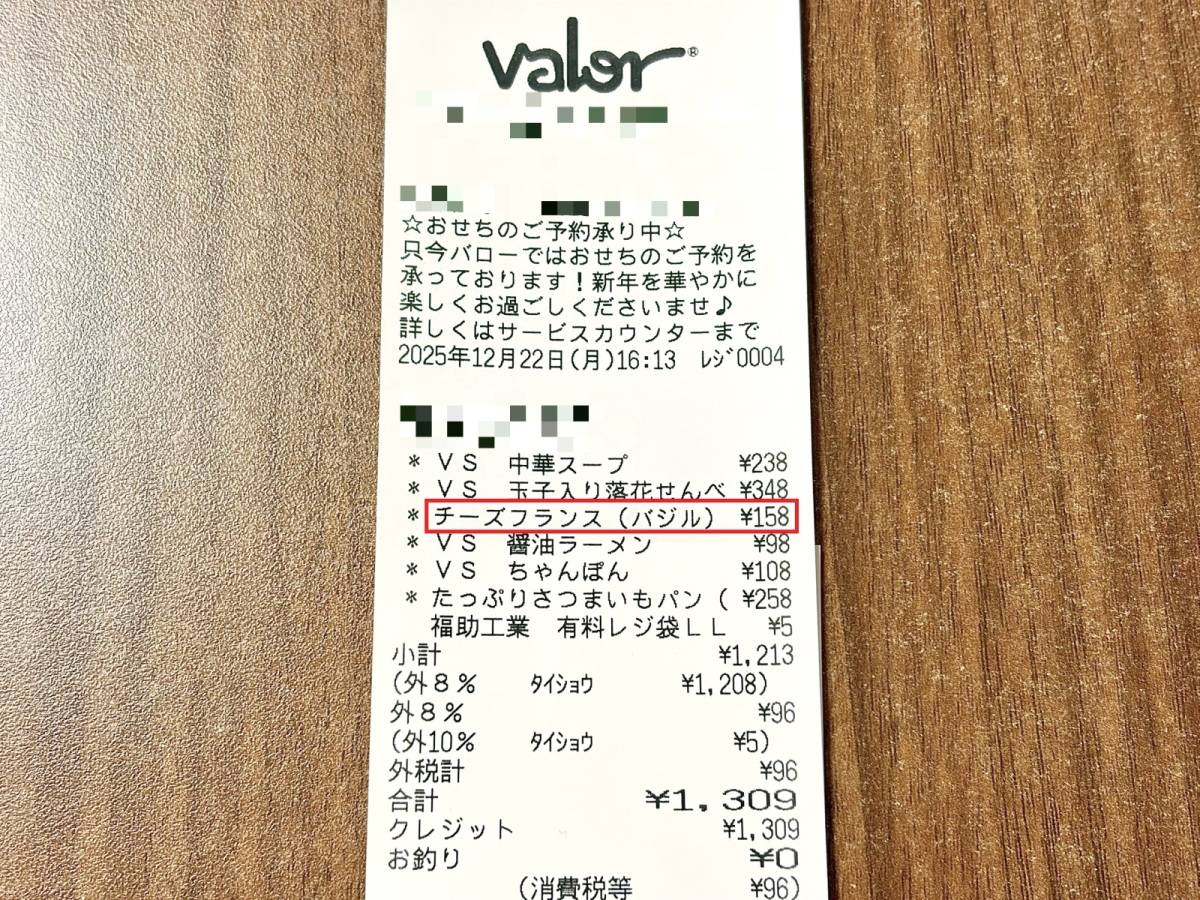 valor®
☆おせちのご予約承り中☆
只今バローではおせちのご予約を
承っております！新年を華やかに
楽しくお過ごしくださいませ♪
詳しくはサービスカウンターまで
2025年12月22日(月)16:13 ﾚｼﾞ0004
* ＶＳ 中華スープ ¥238
* ＶＳ 玉子入り落花せんべ ¥348
* チーズフランス（バジル） ¥158
* ＶＳ 醤油ラーメン ¥98
* ＶＳ ちゃんぽん ¥108
* たっぷりさつまいもパン（ ¥258
福助工業 有料レジ袋ＬＬ ¥5
小計 ¥1,213
(外８％ ﾀｲｼｮｳ ¥1,208)
外８％ ¥96
(外10% ﾀｲｼｮｳ ¥5)
外税計 ¥96
合計 ¥1,309
クレジット ¥1,309
お釣り ¥0
(消費税等 ¥96)